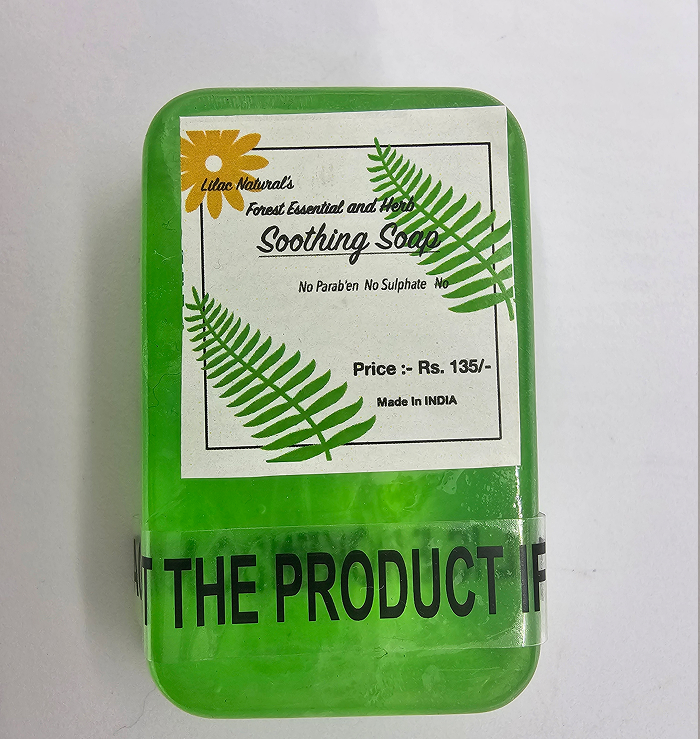 Lilac Natural's
Forest Essential and Herb
Soothing Soap
No Parab'en No Sulphate No
Price :- Rs. 135/-
Made In INDIA
T THE PRODUCT IF